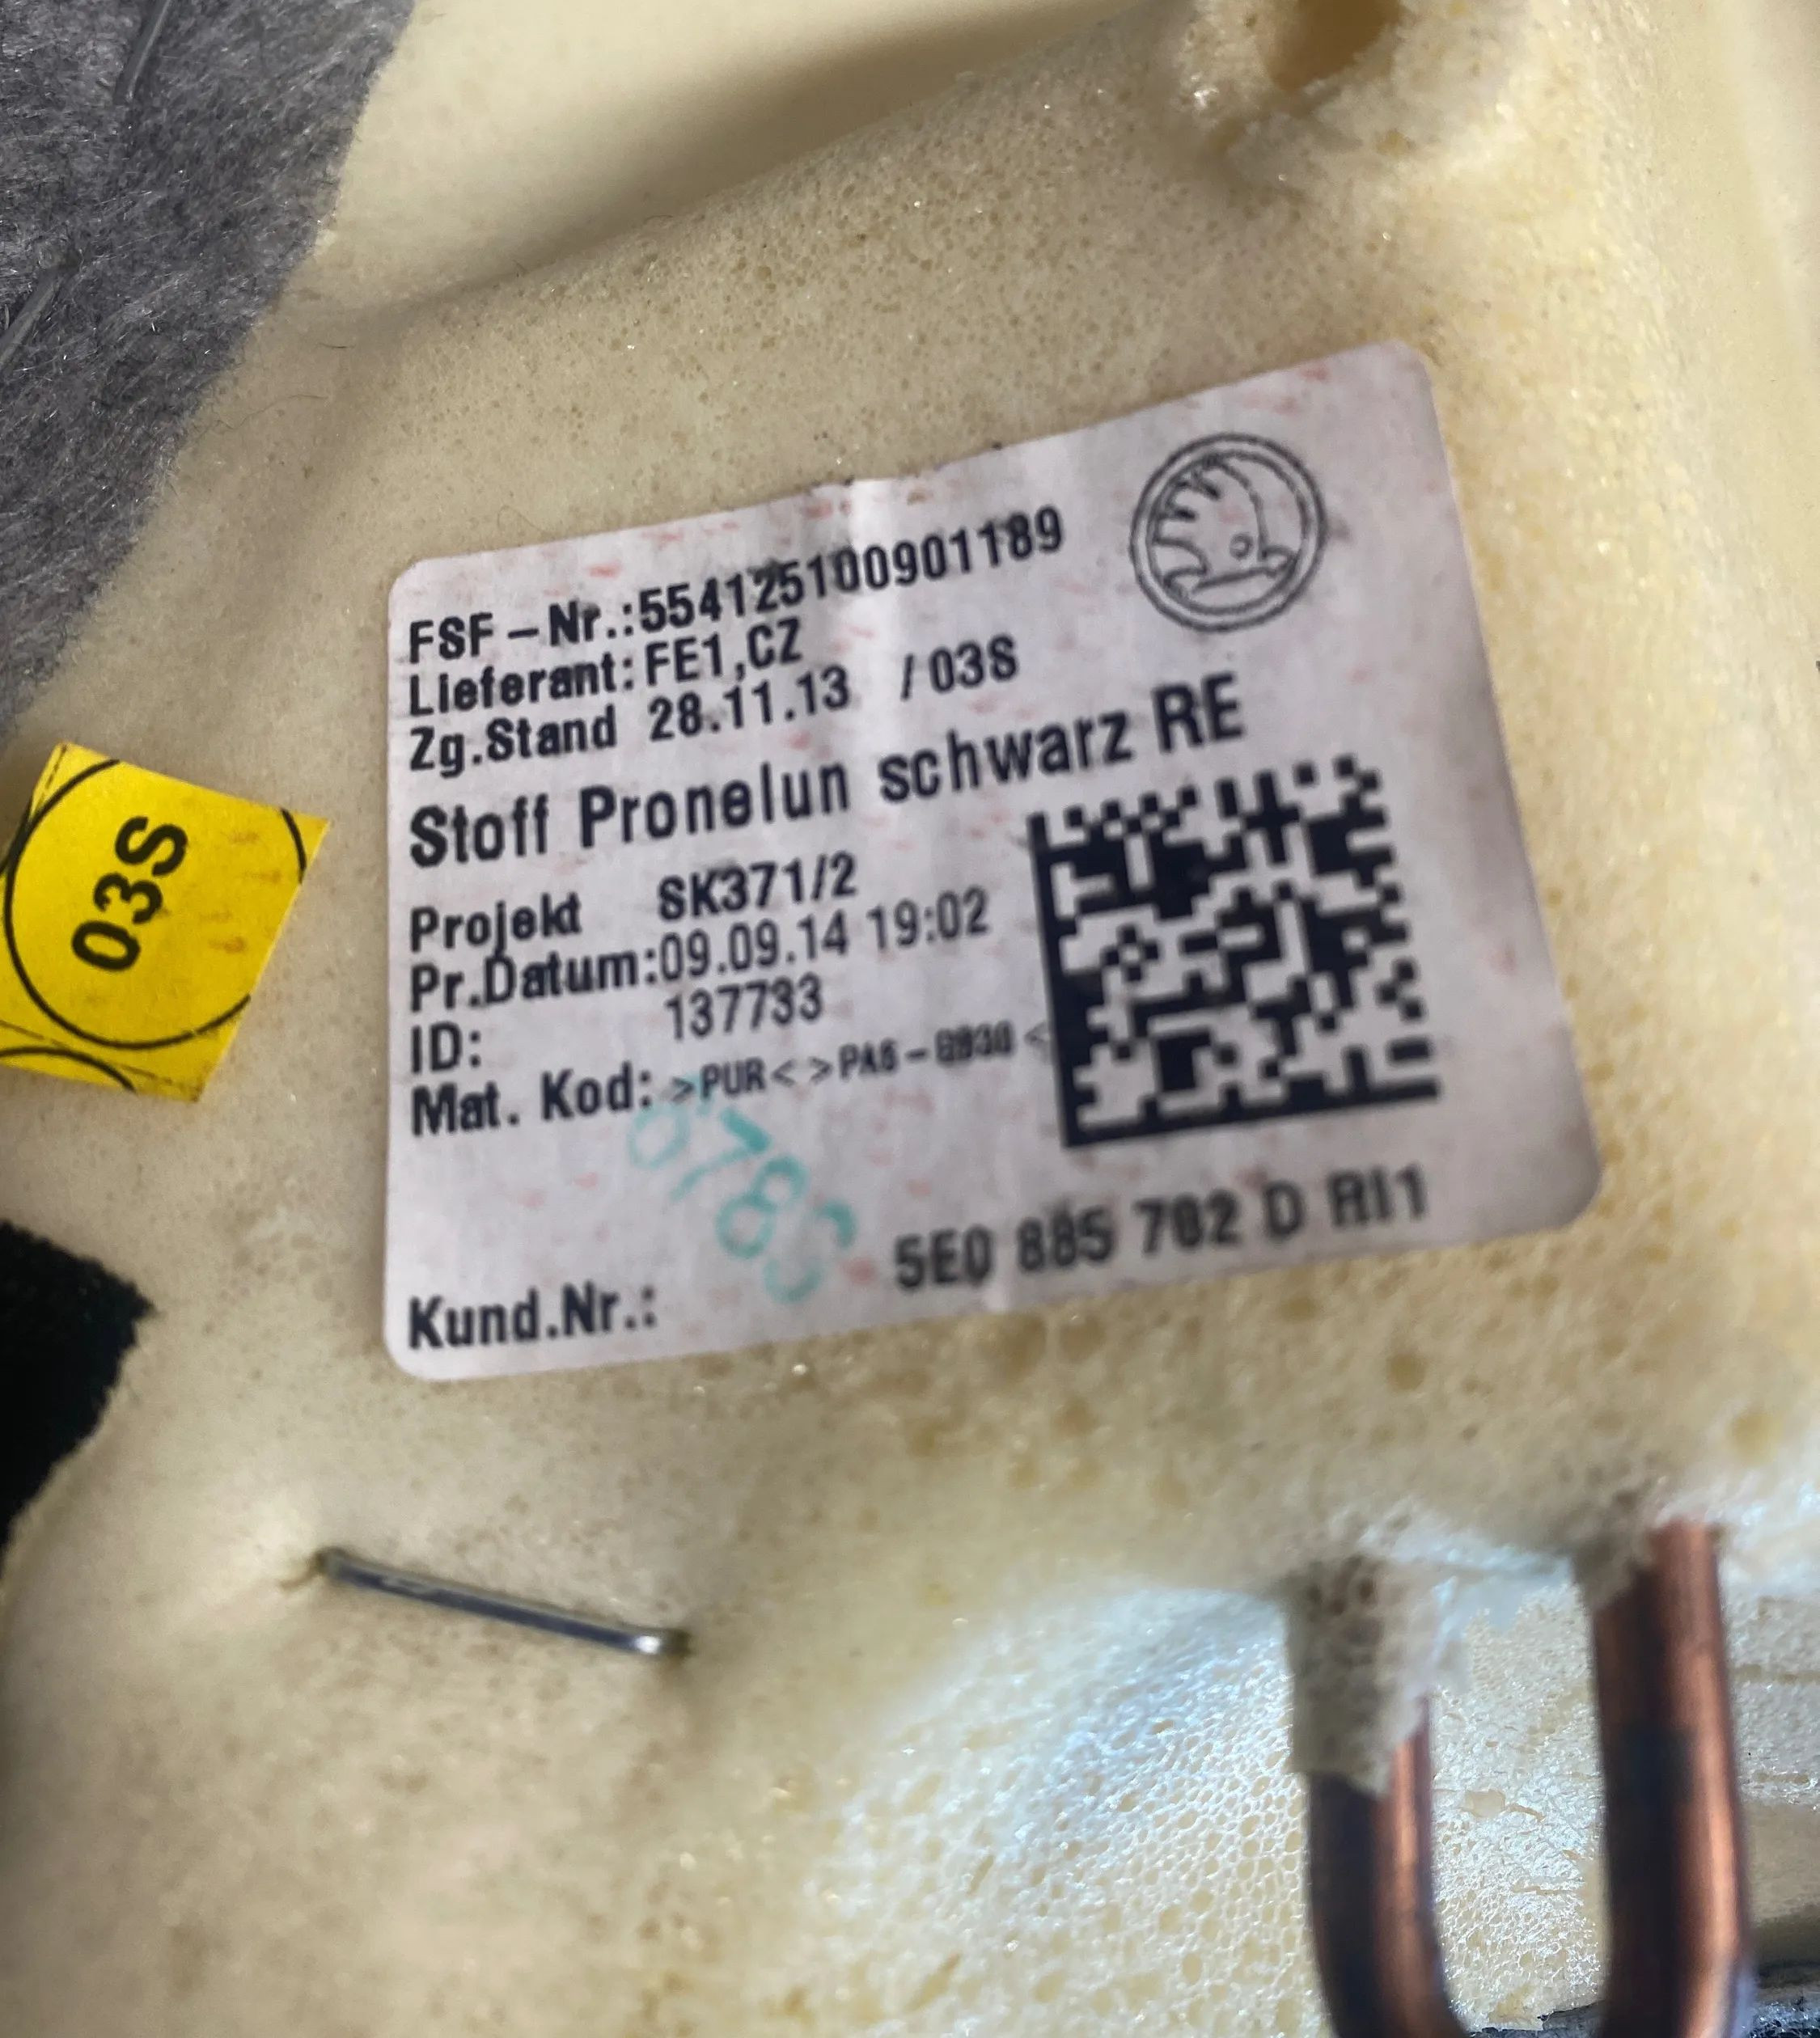 FSF - Nr.:554125100901189
Lieferant: FE1,CZ
Zg.Stand 28.11.13 / 03S
Stoff Pronelun schwarz RE
Projekt SK371/2
Pr.Datum:09.09.14 19:02
ID: 137733
Mat. Kod: >PUR< >PA6-GB30 <
Kund.Nr.: 5E0 885 702 D RI1
03S